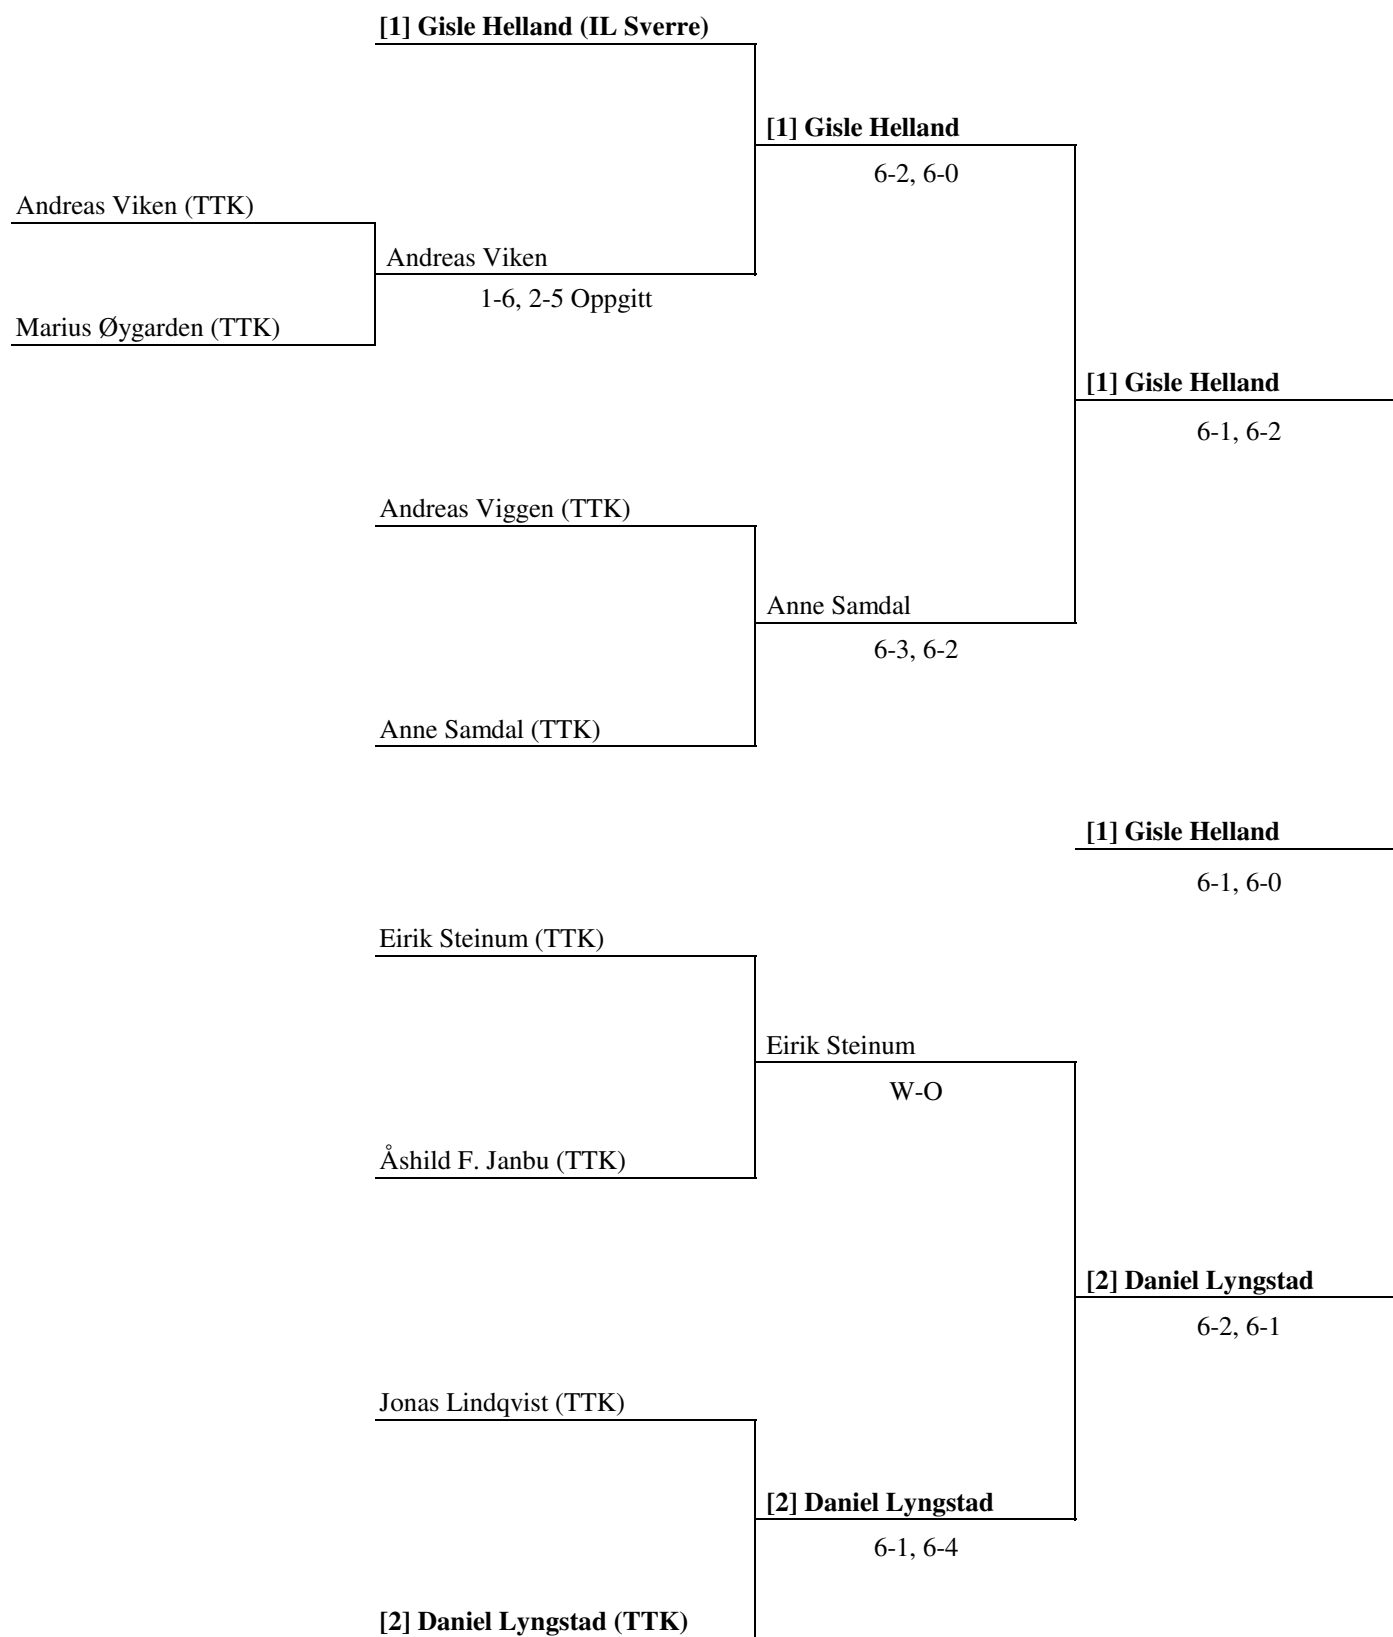 [1] Gisle Helland (IL Sverre)
[1] Gisle Helland
6-2, 6-0
Andreas Viken (TTK)
Andreas Viken
1-6, 2-5 Oppgitt
Marius Øygarden (TTK)
[1] Gisle Helland
6-1, 6-2
Andreas Viggen (TTK)
Anne Samdal
6-3, 6-2
Anne Samdal (TTK)
[1] Gisle Helland
6-1, 6-0
Eirik Steinum (TTK)
Eirik Steinum
W-O
Åshild F. Janbu (TTK)
[2] Daniel Lyngstad
6-2, 6-1
Jonas Lindqvist (TTK)
[2] Daniel Lyngstad
6-1, 6-4
[2] Daniel Lyngstad (TTK)